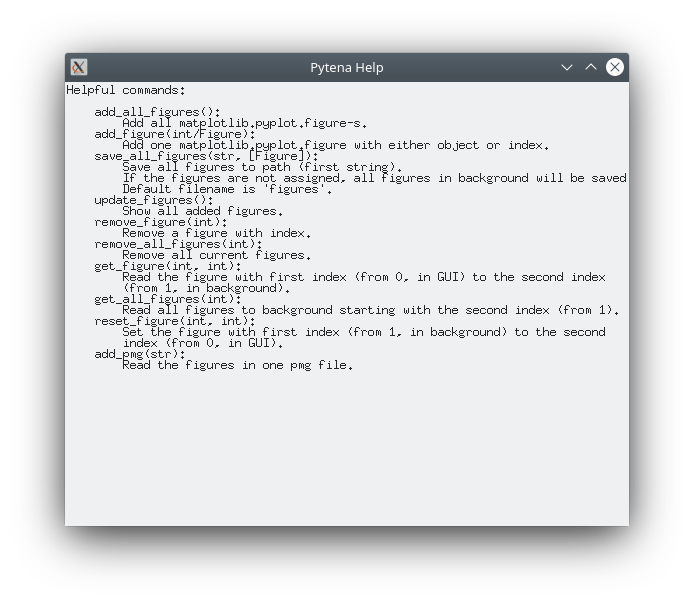 Pytena Help
Helpful commands:
add_all_figures():
Add all matplotlib.pyplot.figure-s.
add_figure(int/Figure):
Add one matplotlib.pyplot.figure with either object or index.
save_all_figures(str, [Figure]):
Save all figures to path (first string).
If the figures are not assigned, all figures in background will be saved
Default filename is 'figures'.
update_figures():
Show all added figures.
remove_figure(int):
Remove a figure with index.
remove_all_figures(int):
Remove all current figures.
get_figure(int, int):
Read the figure with first index (from 0, in GUI) to the second index
(from 1, in background).
get_all_figures(int):
Read all figures to background starting with the second index (from 1).
reset_figure(int, int):
Set the figure with first index (from 1, in background) to the second
index (from 0, in GUI).
add_pmg(str):
Read the figures in one pmg file.